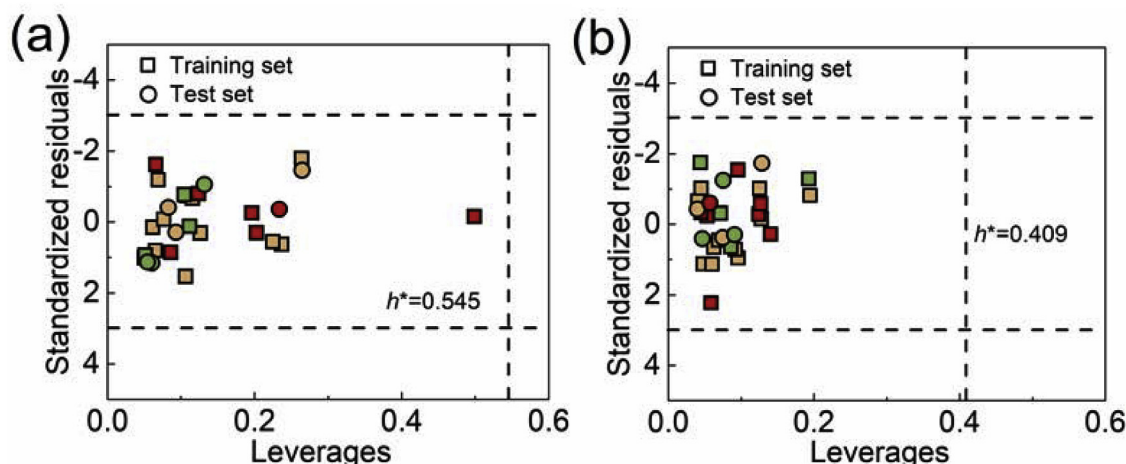 (a)
Standardized residuals
-4
-2
0
2
4
Training set
Test set
h*=0.545
0.0 0.2 0.4 0.6
Leverages
(b)
Standardized residuals
-4
-2
0
2
4
Training set
Test set
h*=0.409
0.0 0.2 0.4 0.6
Leverages